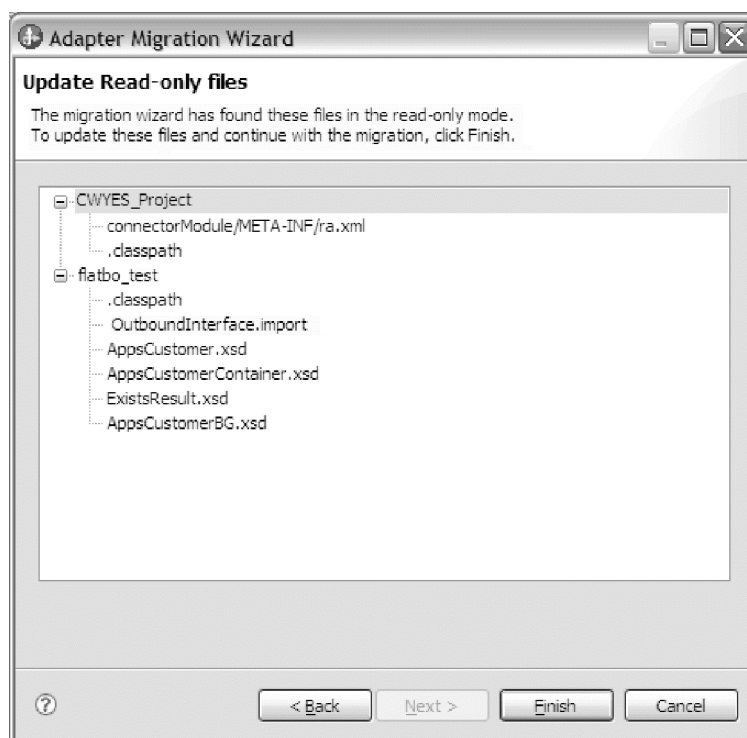 Adapter Migration Wizard
Update Read-only files
The migration wizard has found these files in the read-only mode.
To update these files and continue with the migration, click Finish.
CWYES_Project
connectorModule/META-INF/ra.xml
.classpath
flatbo_test
.classpath
OutboundInterface.import
AppsCustomer.xsd
AppsCustomerContainer.xsd
ExistsResult.xsd
AppsCustomerBG.xsd
?
< Back
Next >
Finish
Cancel